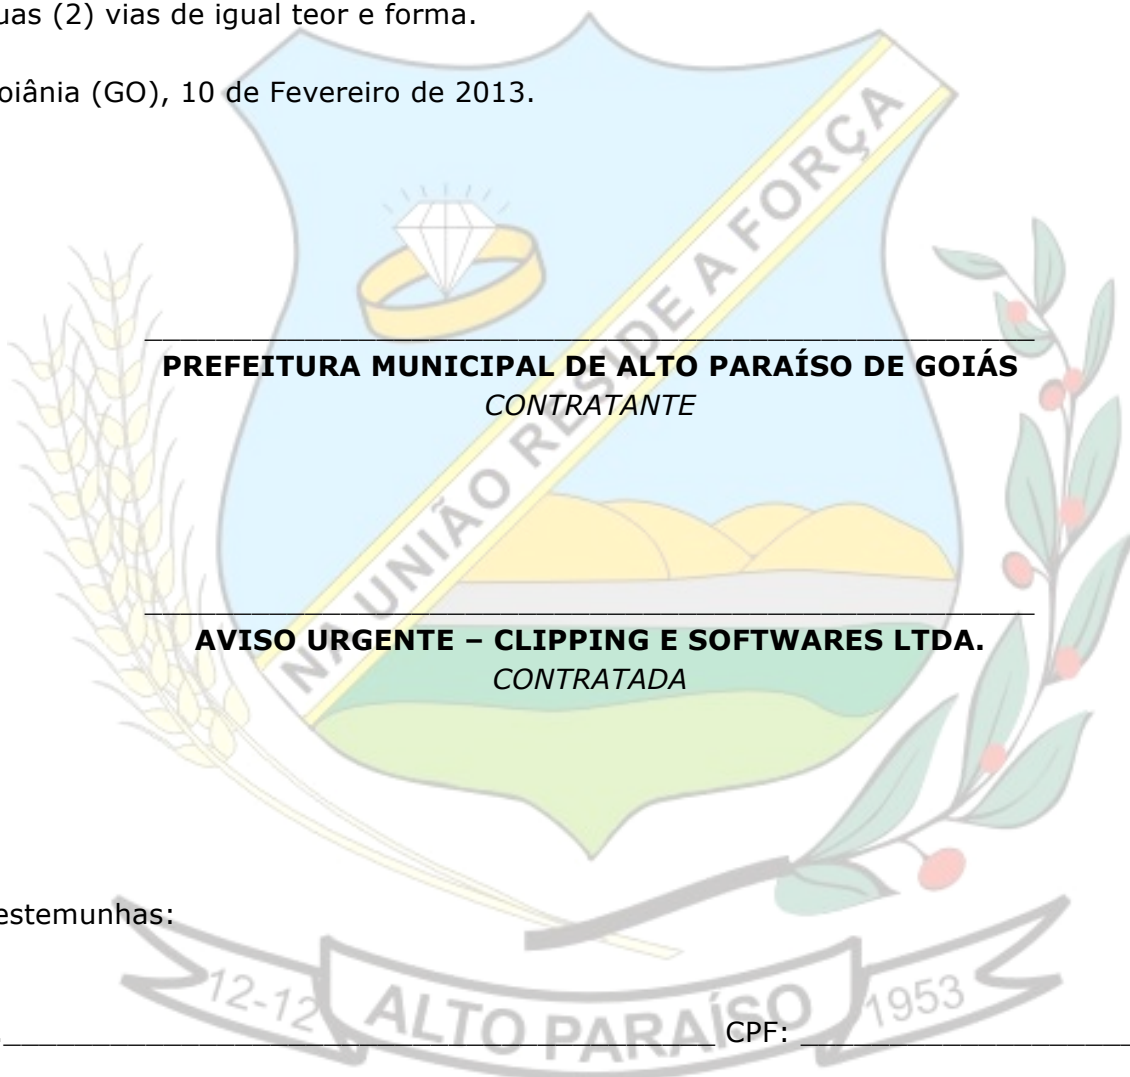 uas (2) vias de igual teor e forma.
oiânia (GO), 10 de Fevereiro de 2013.
NA UNIÃO RESIDE A FORÇA
PREFEITURA MUNICIPAL DE ALTO PARAÍSO DE GOIÁS
CONTRATANTE
AVISO URGENTE – CLIPPING E SOFTWARES LTDA.
CONTRATADA
estemunhas:
12-12 ALTO PARAÍSO 1953
CPF: